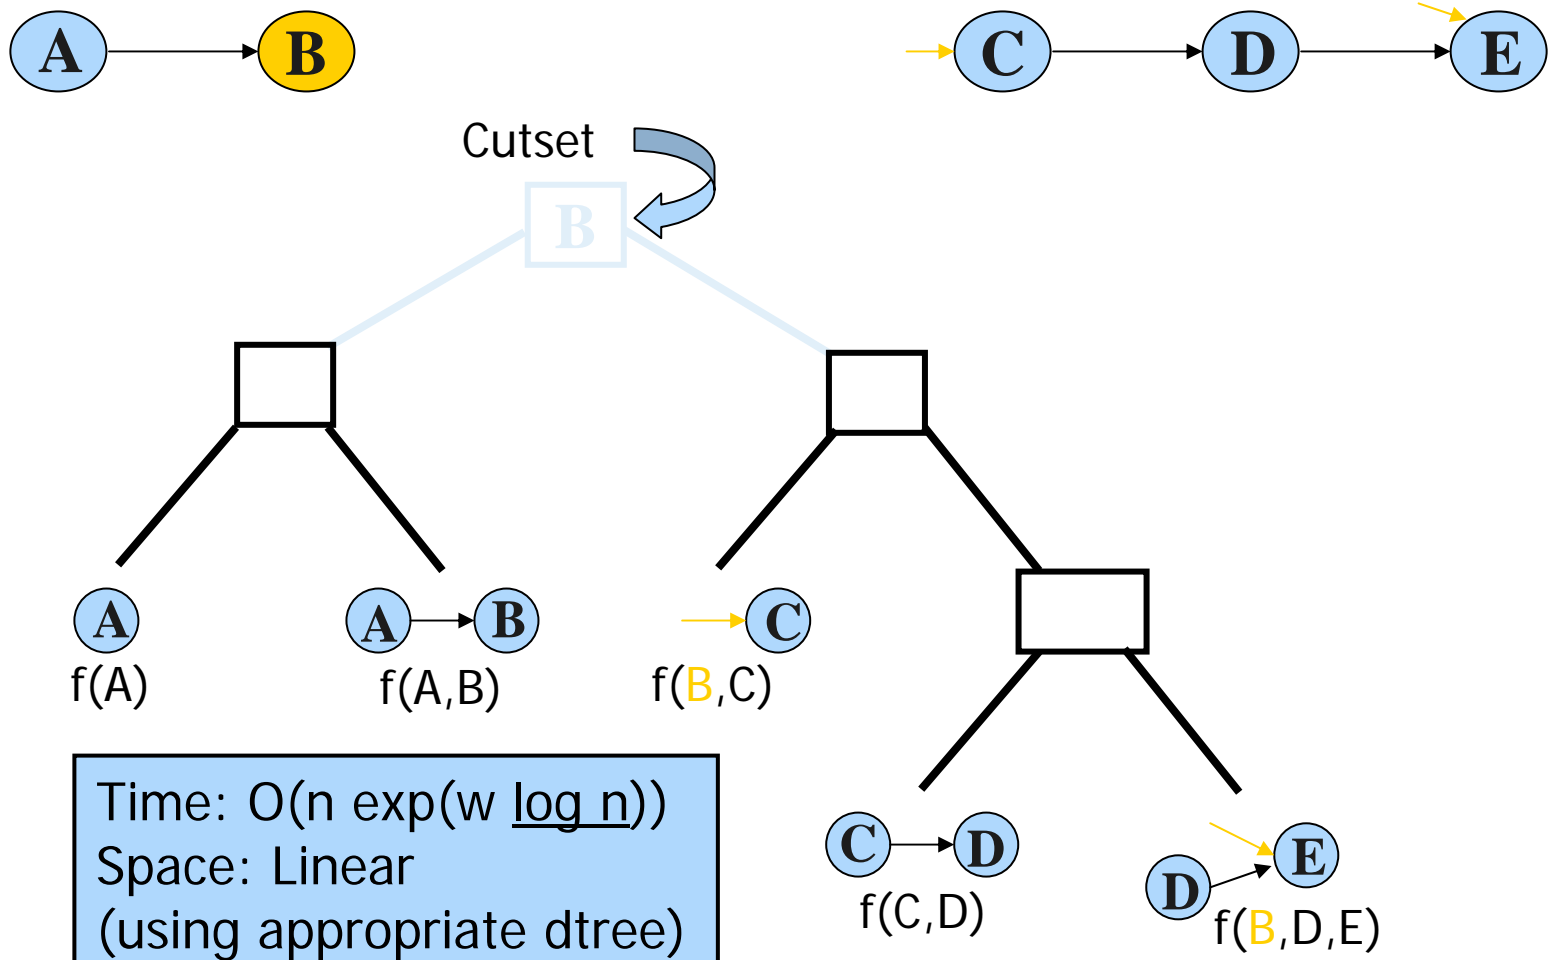 A B C D E
Cutset
B
A A B C
f(A) f(A,B) f(B,C)
Time: O(n exp(w log n))
Space: Linear
(using appropriate dtree)
C D D E
f(C,D) f(B,D,E)